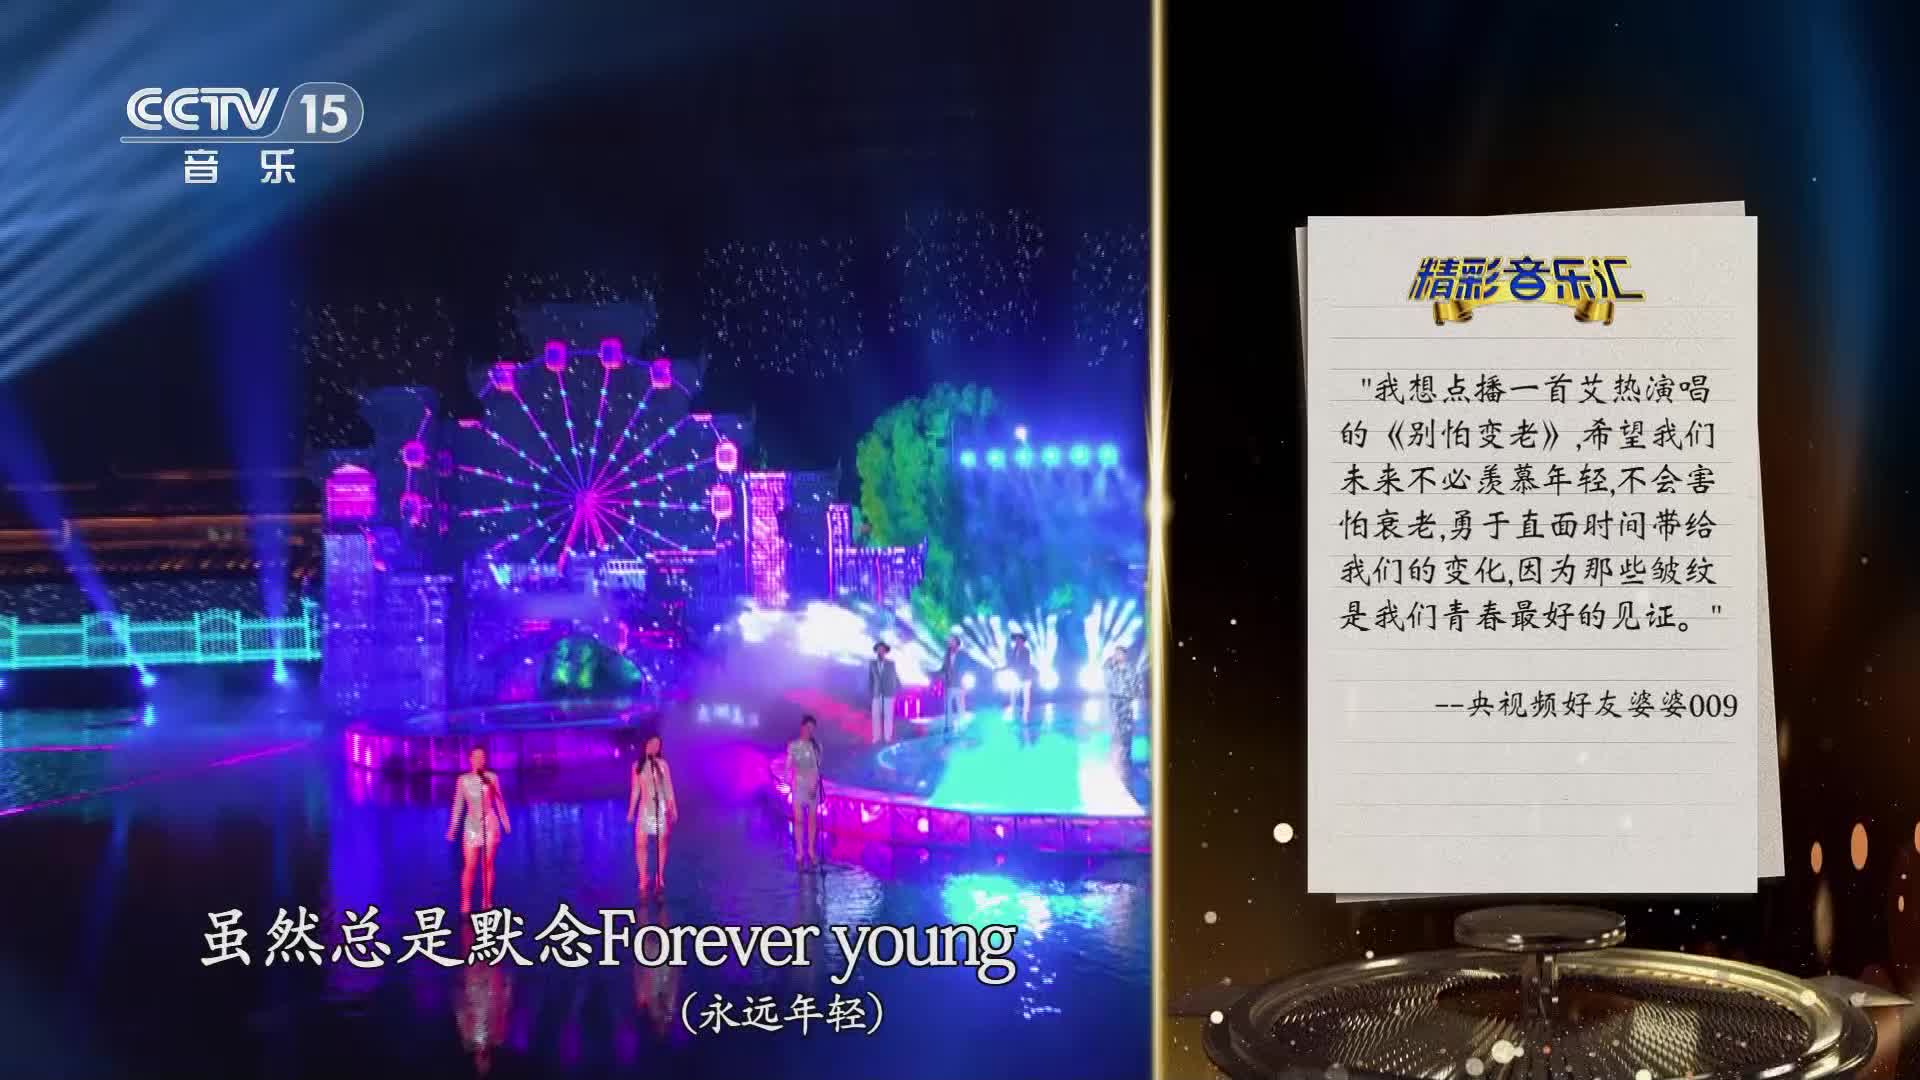 CCTV 15
音乐
精彩音乐汇
"我想点播一首艾热演唱
的《别怕变老》,希望我们
未来不必羡慕年轻,不会害
怕衰老,勇于直面时间带给
我们的变化,因为那些皱纹
是我们青春最好的见证。"
--央视频好友婆婆009
虽然总是默念Forever young
(永远年轻)